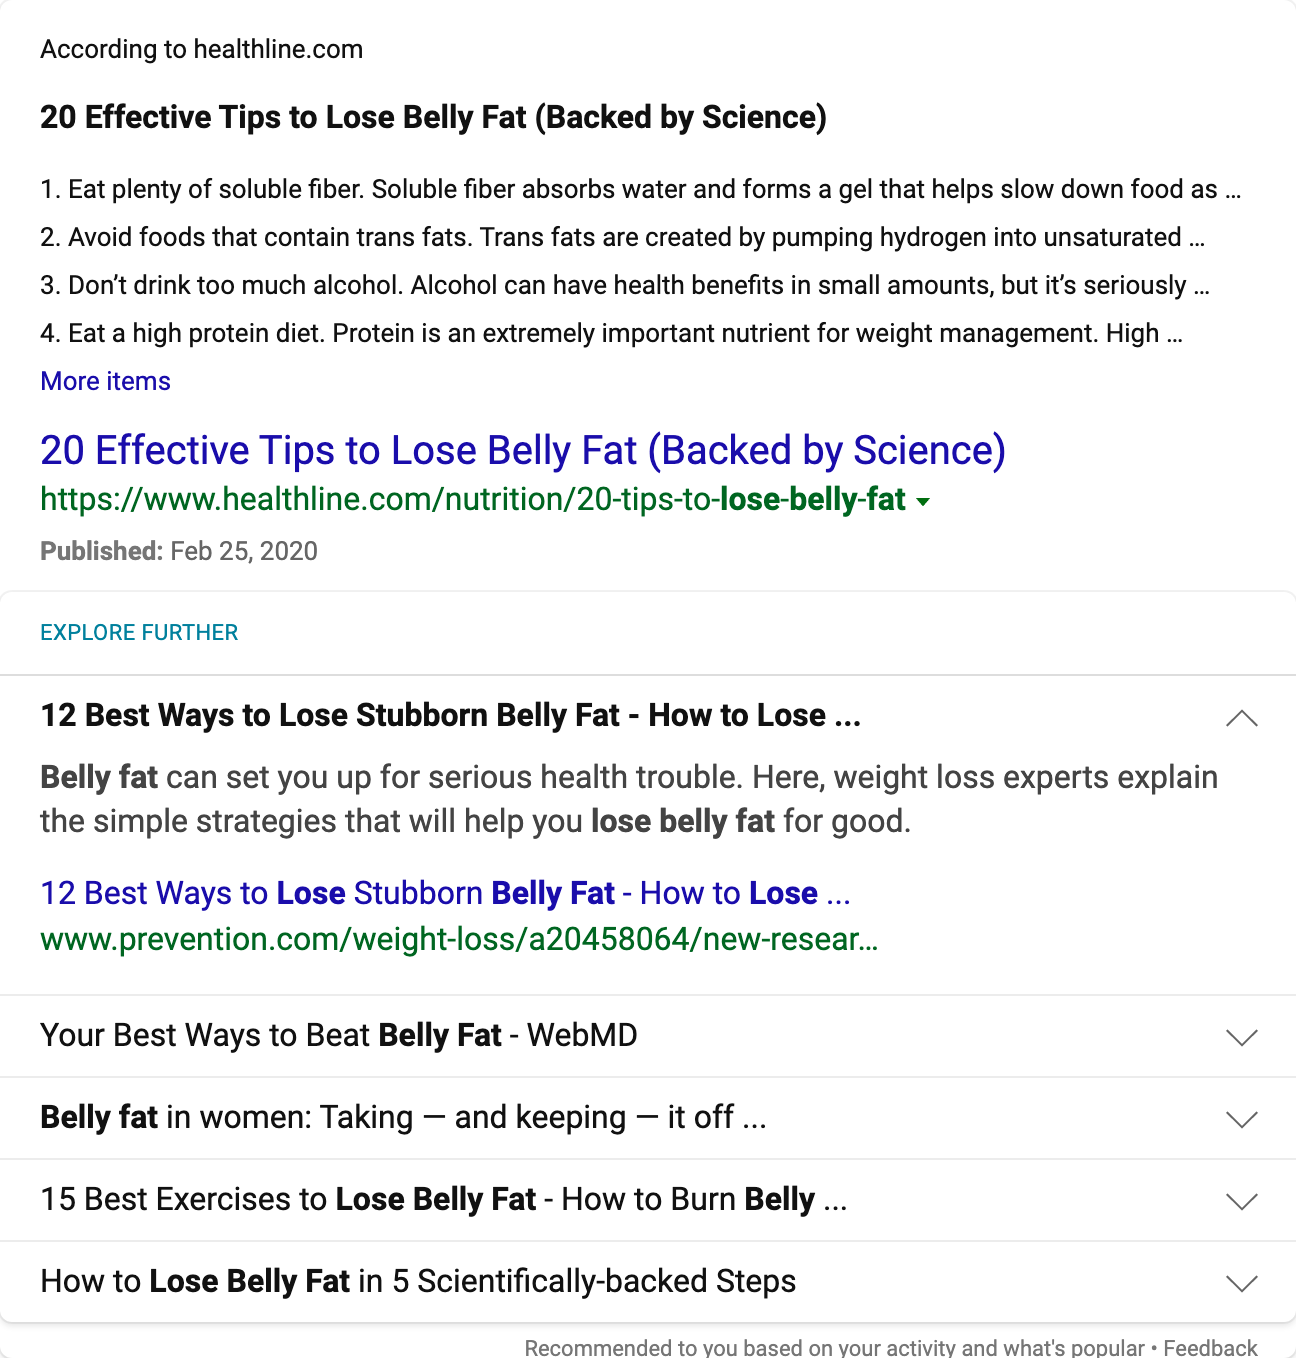 According to healthline.com
20 Effective Tips to Lose Belly Fat (Backed by Science)
1. Eat plenty of soluble fiber. Soluble fiber absorbs water and forms a gel that helps slow down food as ...
2. Avoid foods that contain trans fats. Trans fats are created by pumping hydrogen into unsaturated ...
3. Don’t drink too much alcohol. Alcohol can have health benefits in small amounts, but it’s seriously ...
4. Eat a high protein diet. Protein is an extremely important nutrient for weight management. High ...
More items
20 Effective Tips to Lose Belly Fat (Backed by Science)
https://www.healthline.com/nutrition/20-tips-to-lose-belly-fat
Published: Feb 25, 2020
EXPLORE FURTHER
12 Best Ways to Lose Stubborn Belly Fat - How to Lose ...
Belly fat can set you up for serious health trouble. Here, weight loss experts explain
the simple strategies that will help you lose belly fat for good.
12 Best Ways to Lose Stubborn Belly Fat - How to Lose ...
www.prevention.com/weight-loss/a20458064/new-resear...
Your Best Ways to Beat Belly Fat - WebMD
Belly fat in women: Taking — and keeping — it off ...
15 Best Exercises to Lose Belly Fat - How to Burn Belly ...
How to Lose Belly Fat in 5 Scientifically-backed Steps
Recommended to you based on your activity and what's popular • Feedback